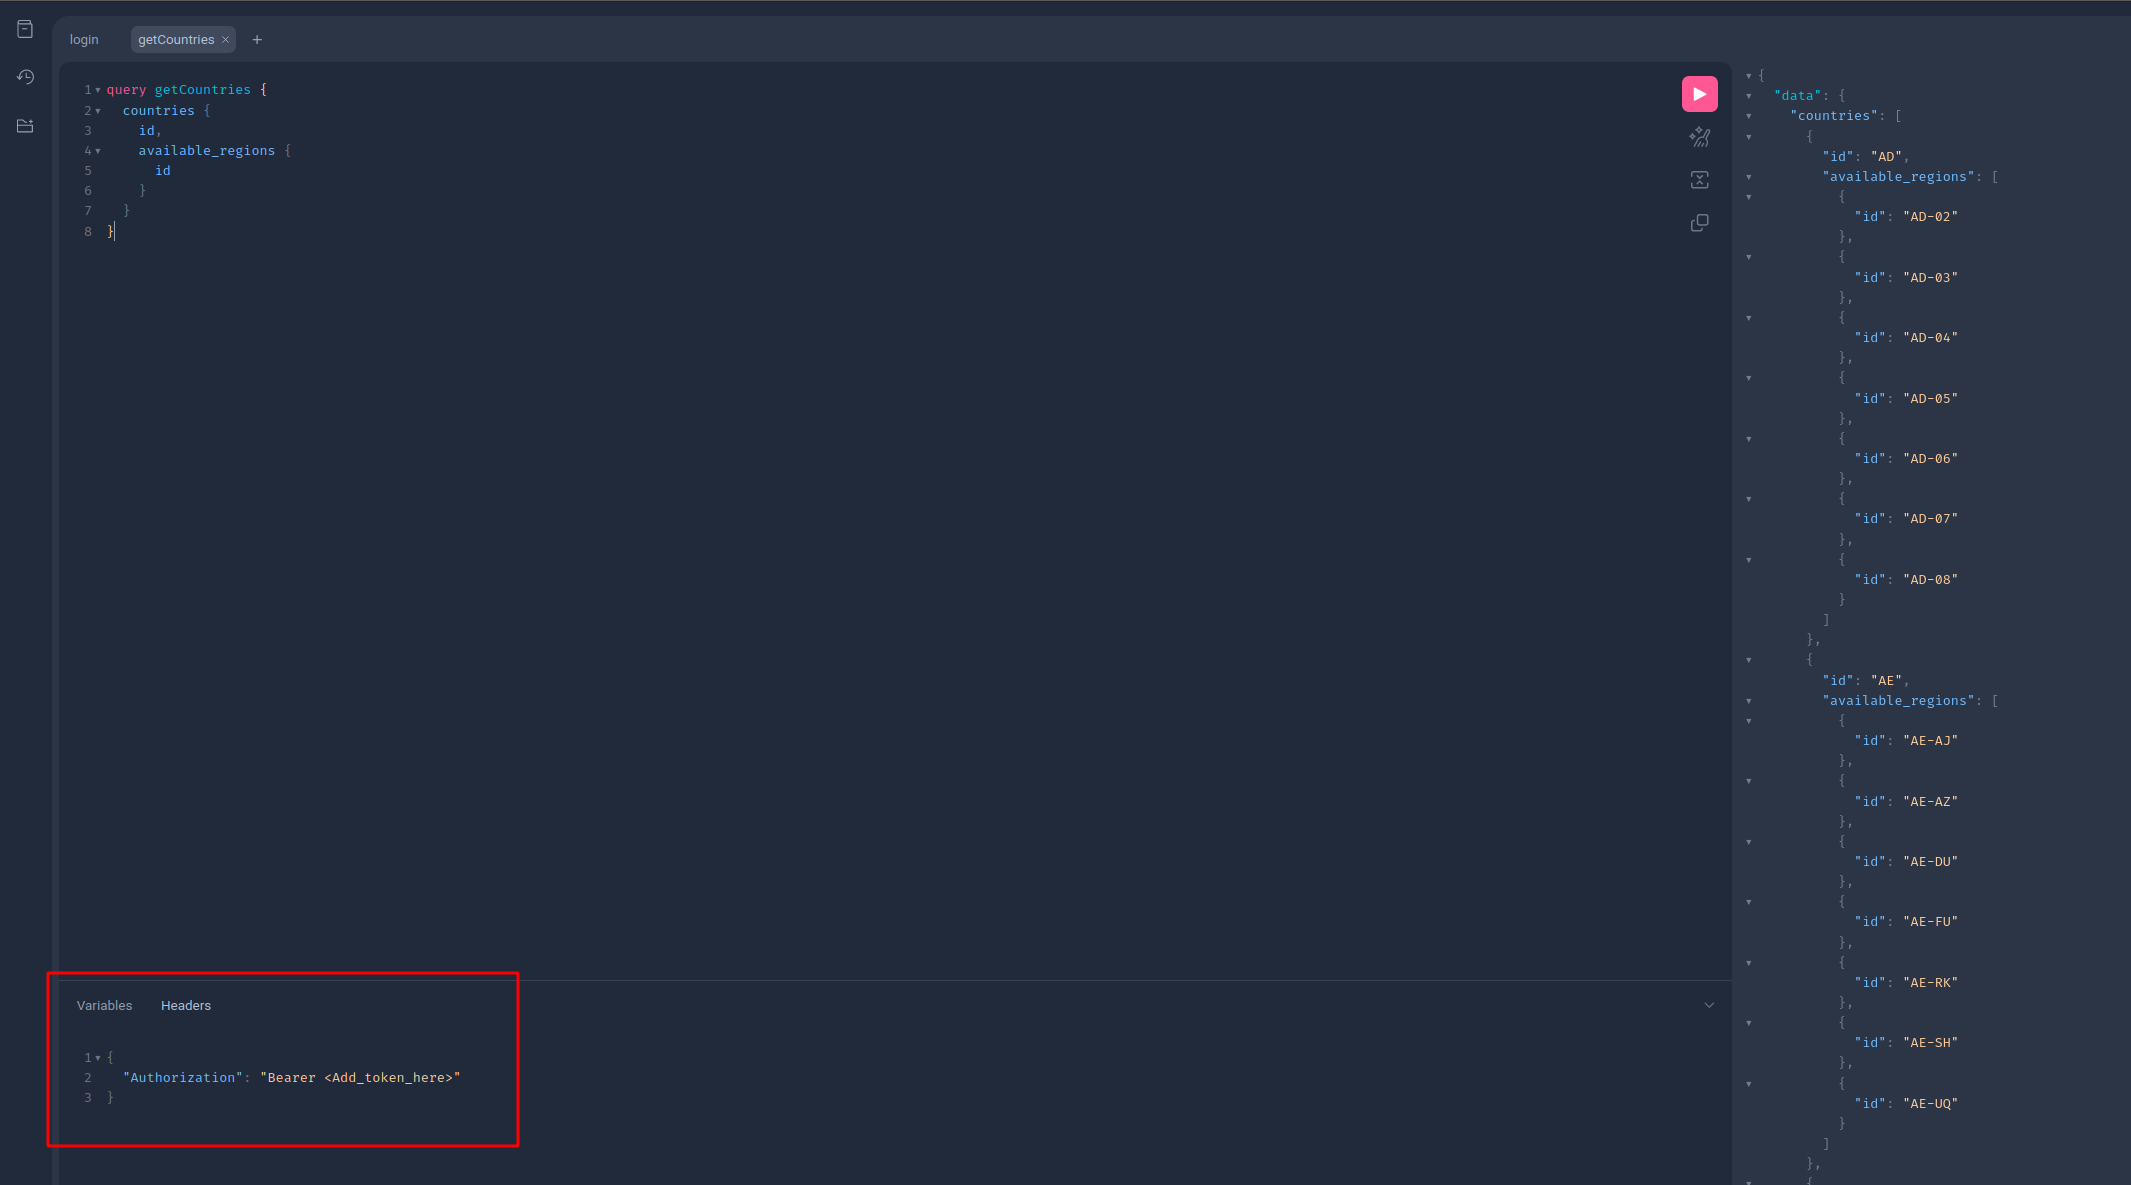 login
getCountries × +
1 query getCountries {
2 countries {
3 id,
4 available_regions {
5 id
6 }
7 }
8 }
Variables Headers
1 {
2 "Authorization": "Bearer <Add_token_here>"
3 }
{
"data": {
"countries": [
{
"id": "AD",
"available_regions": [
{
"id": "AD-02"
},
{
"id": "AD-03"
},
{
"id": "AD-04"
},
{
"id": "AD-05"
},
{
"id": "AD-06"
},
{
"id": "AD-07"
},
{
"id": "AD-08"
}
]
},
{
"id": "AE",
"available_regions": [
{
"id": "AE-AJ"
},
{
"id": "AE-AZ"
},
{
"id": "AE-DU"
},
{
"id": "AE-FU"
},
{
"id": "AE-RK"
},
{
"id": "AE-SH"
},
{
"id": "AE-UQ"
}
]
},
{